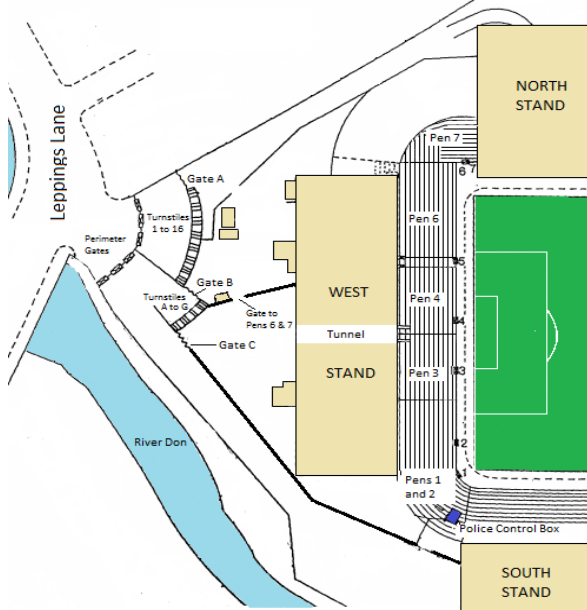 NORTH
STAND
Pen 7
6
7
Leppings Lane
Gate A
Turnstiles
1 to 16
Pen 6
Perimeter
Gates
5
Gate B
WEST
Pen 4
Turnstiles
A to G
Gate to
Pens 6 & 7
4
Tunnel
Gate C
STAND
Pen 3
3
River Don
2
Pens 1
and 2
1
Police Control Box
SOUTH
STAND